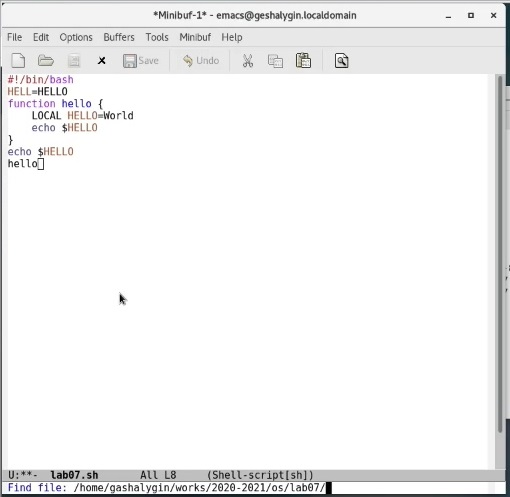 *Minibuf-1* - emacs@geshalygin.localdomain
File Edit Options Buffers Tools Minibuf Help
Save Undo
#!/bin/bash
HELL=HELLO
function hello {
    LOCAL HELLO=World
    echo $HELLO
}
echo $HELLO
hello
U:**-  lab07.sh       All L8     (Shell-script[sh])
Find file: /home/gashalygin/works/2020-2021/os/lab07/